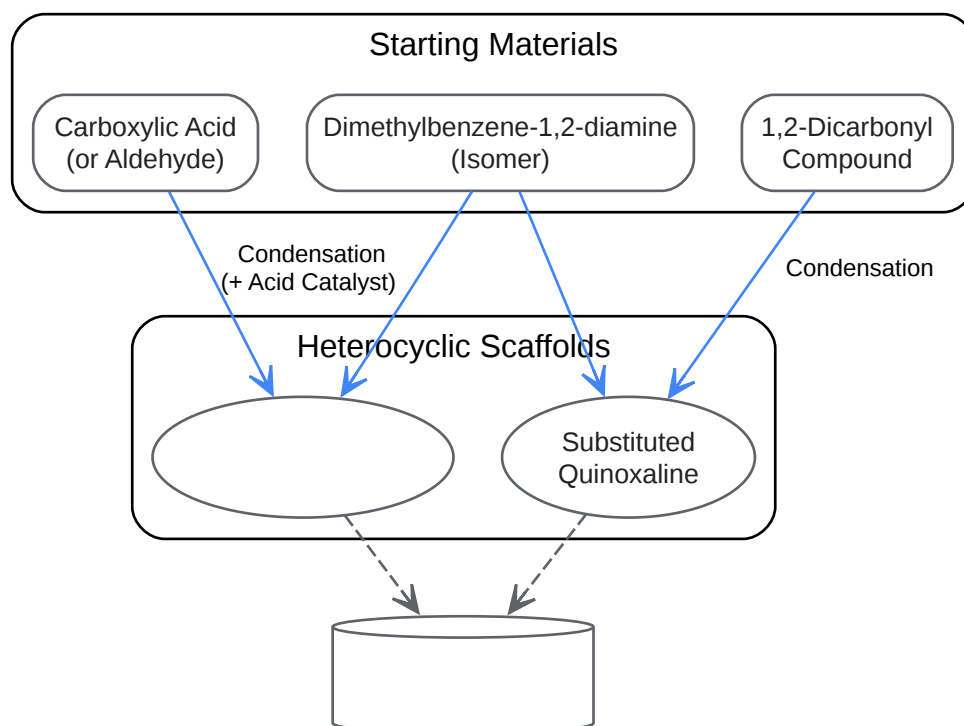 Starting Materials
Carboxylic Acid
(or Aldehyde)
Dimethylbenzene-1,2-diamine
(Isomer)
1,2-Dicarbonyl
Compound
Condensation
(+ Acid Catalyst)
Condensation
Heterocyclic Scaffolds
Substituted
Quinoxaline